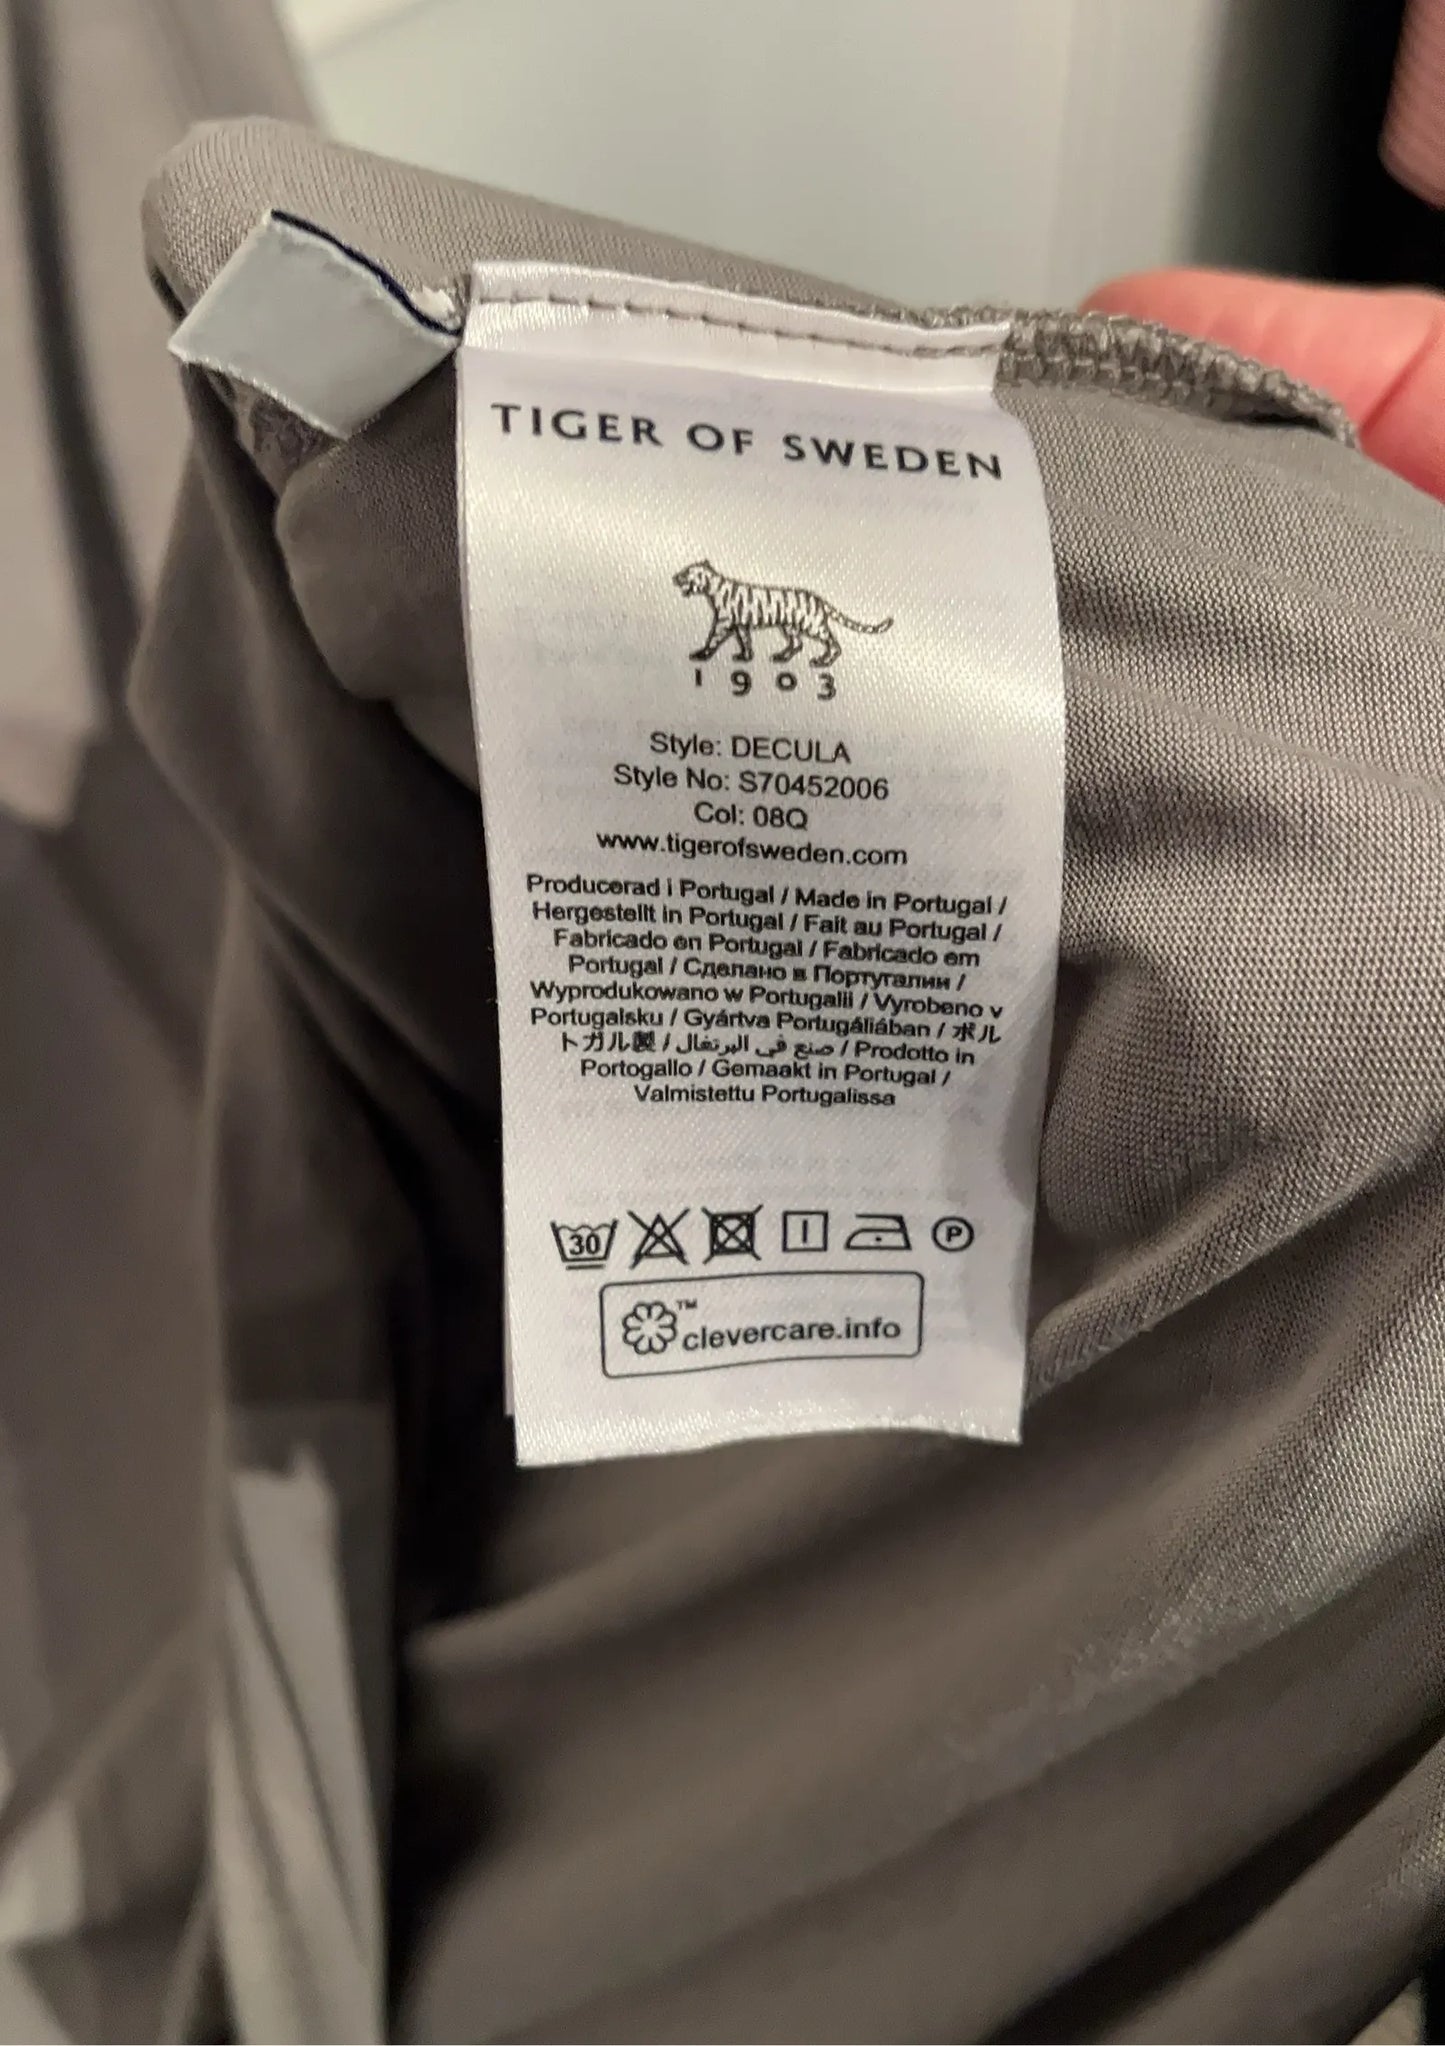 TIGER OF SWEDEN
1903
Style: DECULA
Style No: S70452006
Col: 08Q
www.tigerofsweden.com
Producerad i Portugal / Made in Portugal /
Hergestellt in Portugal / Fait au Portugal /
Fabricado en Portugal / Fabricado em
Portugal / Сделано в Португалии /
Wyprodukowano w Portugalii / Vyrobeno v
Portugalsku / Gyártva Portugáliában / ポル
トガル製 / صنع في البرتغال / Prodotto in
Portogallo / Gemaakt in Portugal /
Valmistettu Portugalissa
30 P
™
clevercare.info